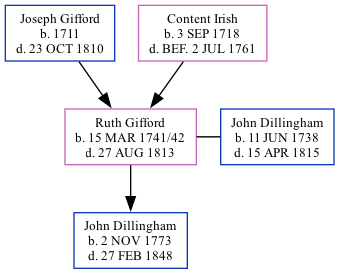 Joseph Gifford
b. 1711
d. 23 OCT 1810
Content Irish
b. 3 SEP 1718
d. BEF. 2 JUL 1761
Ruth Gifford
b. 15 MAR 1741/42
d. 27 AUG 1813
John Dillingham
b. 11 JUN 1738
d. 15 APR 1815
John Dillingham
b. 2 NOV 1773
d. 27 FEB 1848